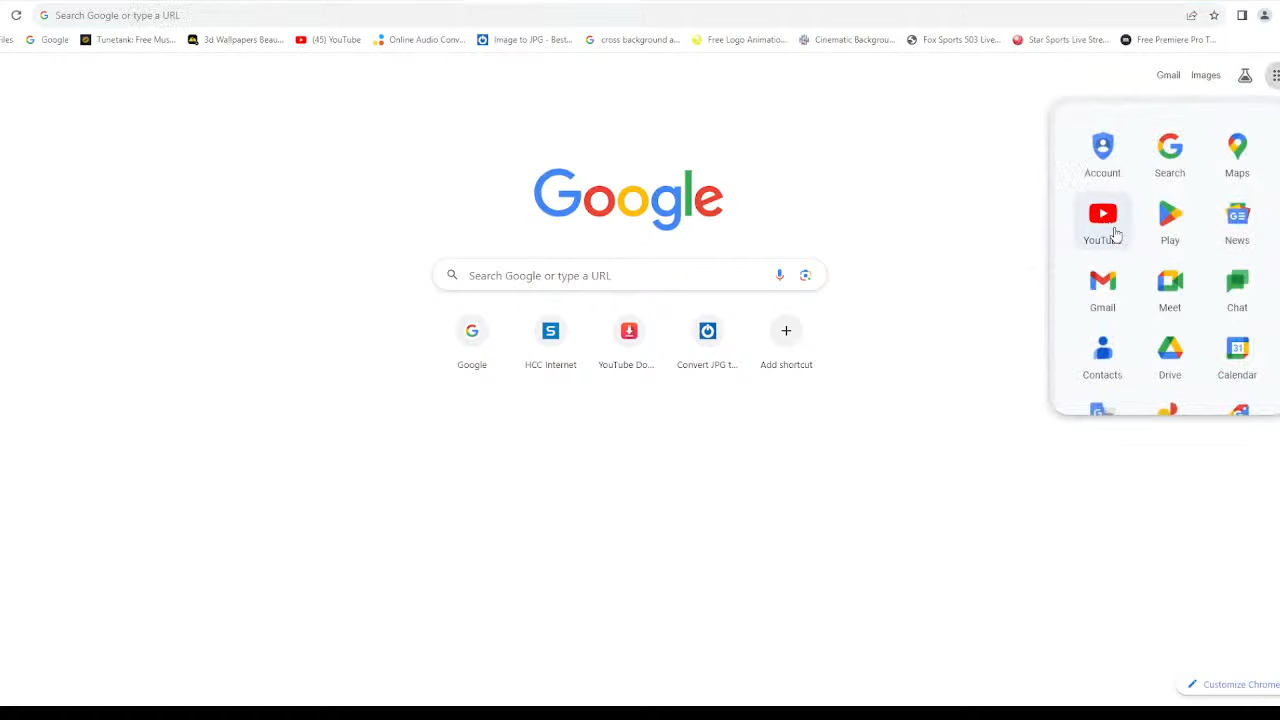 Search Google or type a URL
iles Google Tunetank: Free Mus... 3d Wallpapers Beau... (45) YouTube Online Audio Conv... Image to JPG - Best... cross background a... Free Logo Animatio... Cinematic Backgrou... Fox Sports 503 Live... Star Sports Live Stre... Free Premiere Pro T...
Gmail Images
Account Search Maps
Google
YouTu
Play News
Search Google or type a URL
Gmail Meet Chat
Google HCC Internet YouTube Do... Convert JPG t... Add shortcut
Contacts Drive Calendar
Customize Chrome